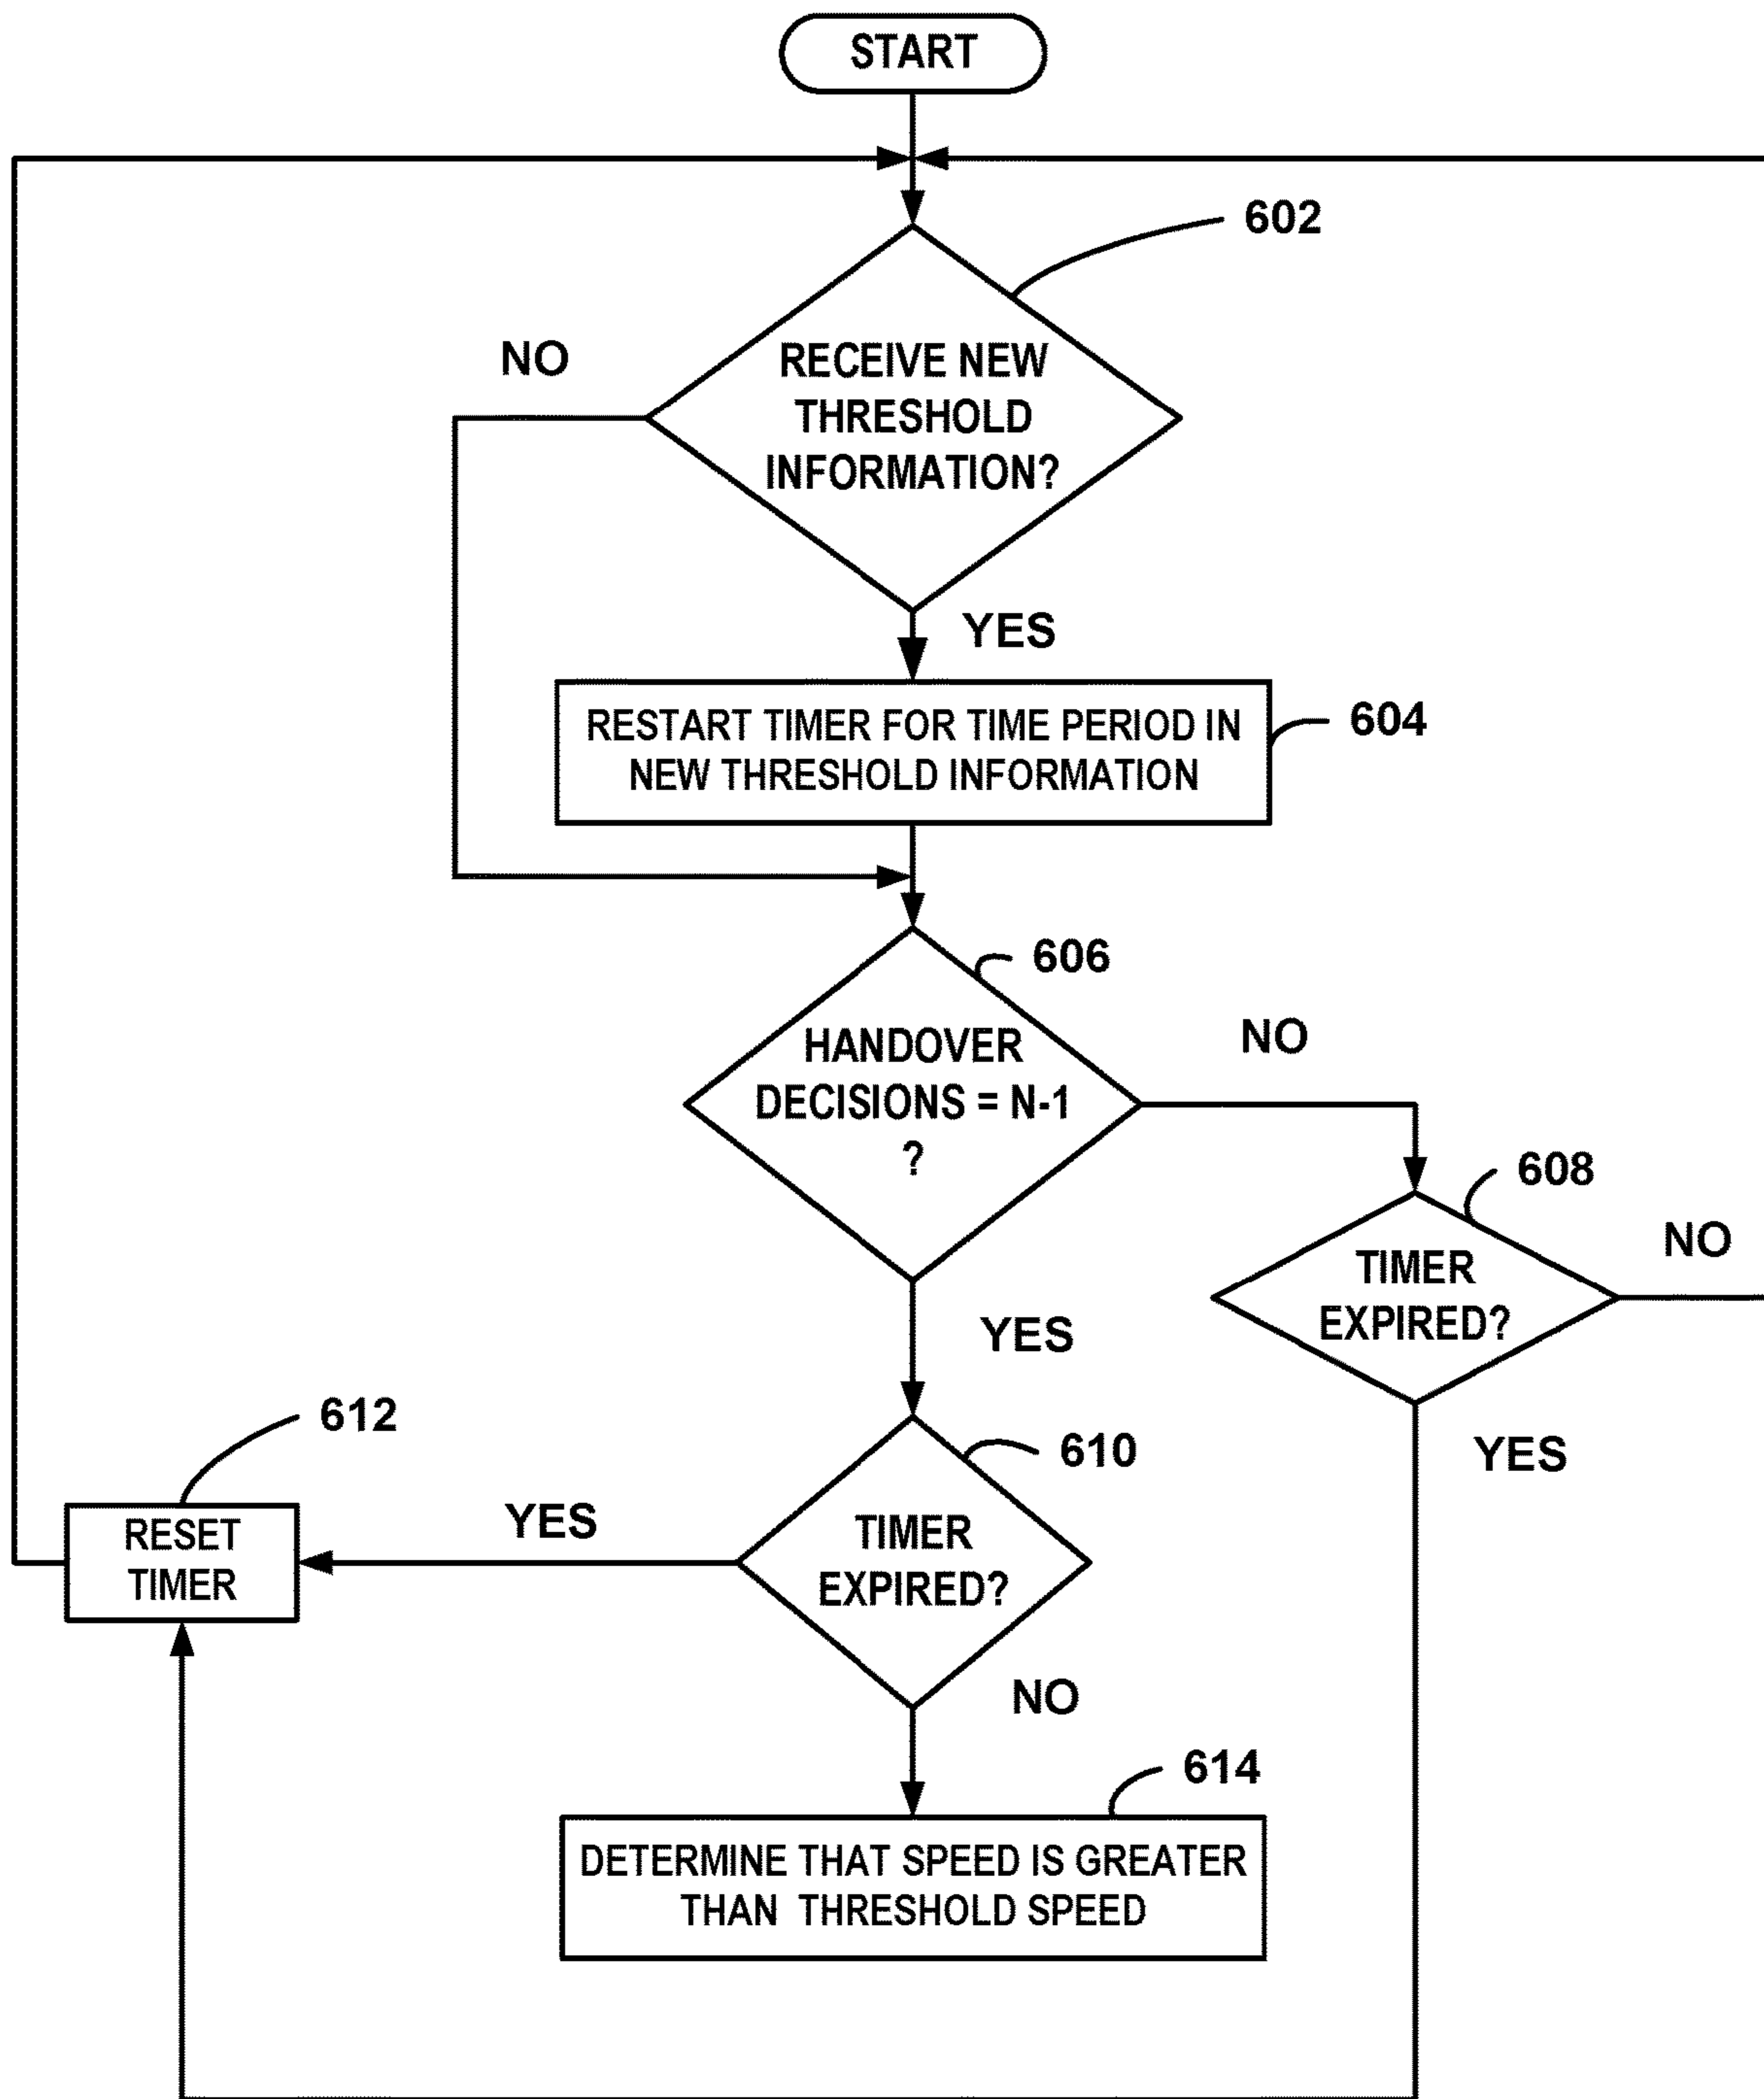 START
602
NO
RECEIVE NEW
THRESHOLD
INFORMATION?
YES
RESTART TIMER FOR TIME PERIOD IN
NEW THRESHOLD INFORMATION
604
606
HANDOVER
DECISIONS = N-1
?
NO
608
TIMER
EXPIRED?
NO
YES
YES
612
610
RESET
TIMER
YES
TIMER
EXPIRED?
NO
614
DETERMINE THAT SPEED IS GREATER
THAN THRESHOLD SPEED